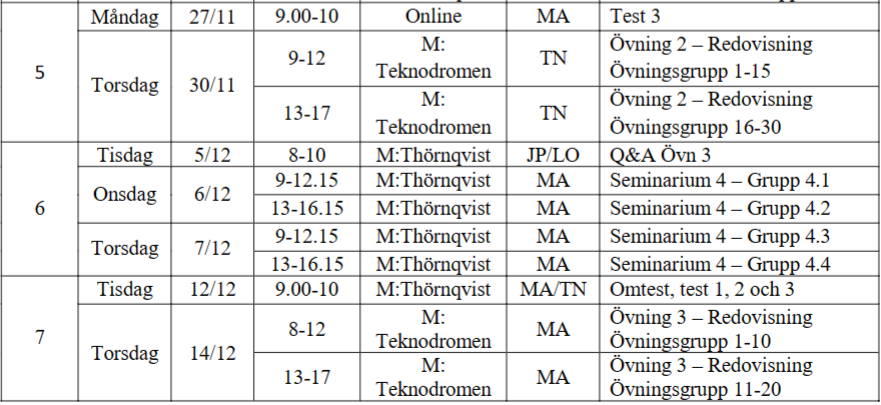 5 Måndag 27/11 9.00-10 Online MA Test 3
Torsdag 30/11 9-12 M: Teknodromen TN Övning 2 – Redovisning
Övningsgrupp 1-15
13-17 M: Teknodromen TN Övning 2 – Redovisning
Övningsgrupp 16-30
6 Tisdag 5/12 8-10 M:Thörnqvist JP/LO Q&A Övn 3
Onsdag 6/12 9-12.15 M:Thörnqvist MA Seminarium 4 – Grupp 4.1
13-16.15 M:Thörnqvist MA Seminarium 4 – Grupp 4.2
Torsdag 7/12 9-12.15 M:Thörnqvist MA Seminarium 4 – Grupp 4.3
13-16.15 M:Thörnqvist MA Seminarium 4 – Grupp 4.4
7 Tisdag 12/12 9.00-10 M:Thörnqvist MA/TN Omtest, test 1, 2 och 3
Torsdag 14/12 8-12 M: Teknodromen MA Övning 3 – Redovisning
Övningsgrupp 1-10
13-17 M: Teknodromen MA Övning 3 – Redovisning
Övningsgrupp 11-20